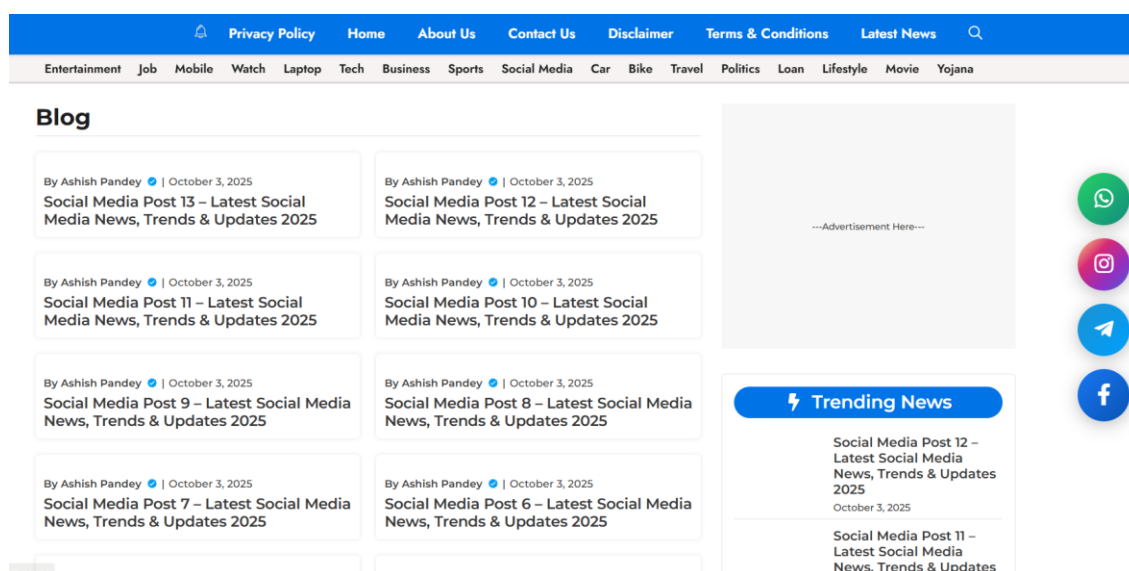 Privacy Policy Home About Us Contact Us Disclaimer Terms & Conditions Latest News
Entertainment Job Mobile Watch Laptop Tech Business Sports Social Media Car Bike Travel Politics Loan Lifestyle Movie Yojana
Blog
By Ashish Pandey | October 3, 2025
Social Media Post 13 – Latest Social
Media News, Trends & Updates 2025
By Ashish Pandey | October 3, 2025
Social Media Post 12 – Latest Social
Media News, Trends & Updates 2025
By Ashish Pandey | October 3, 2025
Social Media Post 11 – Latest Social
Media News, Trends & Updates 2025
By Ashish Pandey | October 3, 2025
Social Media Post 10 – Latest Social
Media News, Trends & Updates 2025
By Ashish Pandey | October 3, 2025
Social Media Post 9 – Latest Social Media
News, Trends & Updates 2025
By Ashish Pandey | October 3, 2025
Social Media Post 8 – Latest Social Media
News, Trends & Updates 2025
By Ashish Pandey | October 3, 2025
Social Media Post 7 – Latest Social Media
News, Trends & Updates 2025
By Ashish Pandey | October 3, 2025
Social Media Post 6 – Latest Social Media
News, Trends & Updates 2025
---Advertisement Here---
Trending News
Social Media Post 12 –
Latest Social Media
News, Trends & Updates
2025
October 3, 2025
Social Media Post 11 –
Latest Social Media
News, Trends & Updates